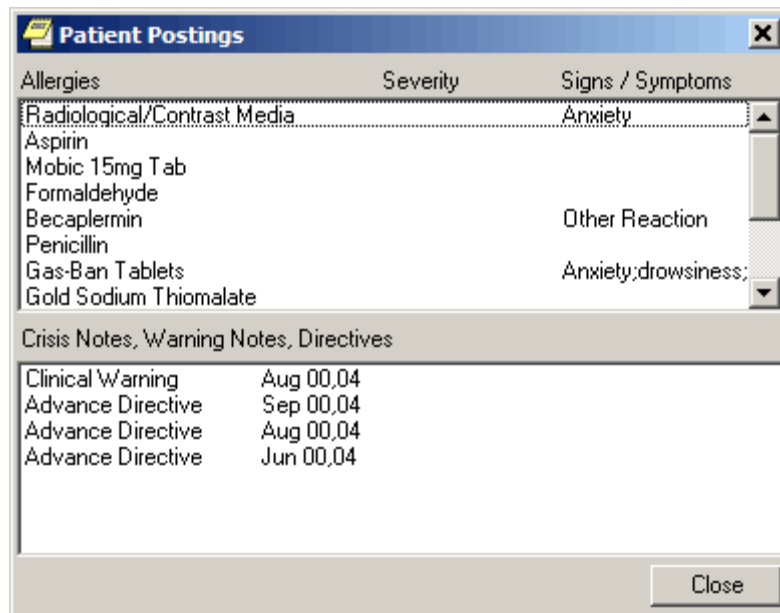 Patient Postings
Allergies Severity Signs / Symptoms
Radiological/Contrast Media Anxiety
Aspirin
Mobic 15mg Tab
Formaldehyde
Becaplermin Other Reaction
Penicillin
Gas-Ban Tablets Anxiety;drowsiness;
Gold Sodium Thiomalate
Crisis Notes, Warning Notes, Directives
Clinical Warning Aug 00,04
Advance Directive Sep 00,04
Advance Directive Aug 00,04
Advance Directive Jun 00,04
Close